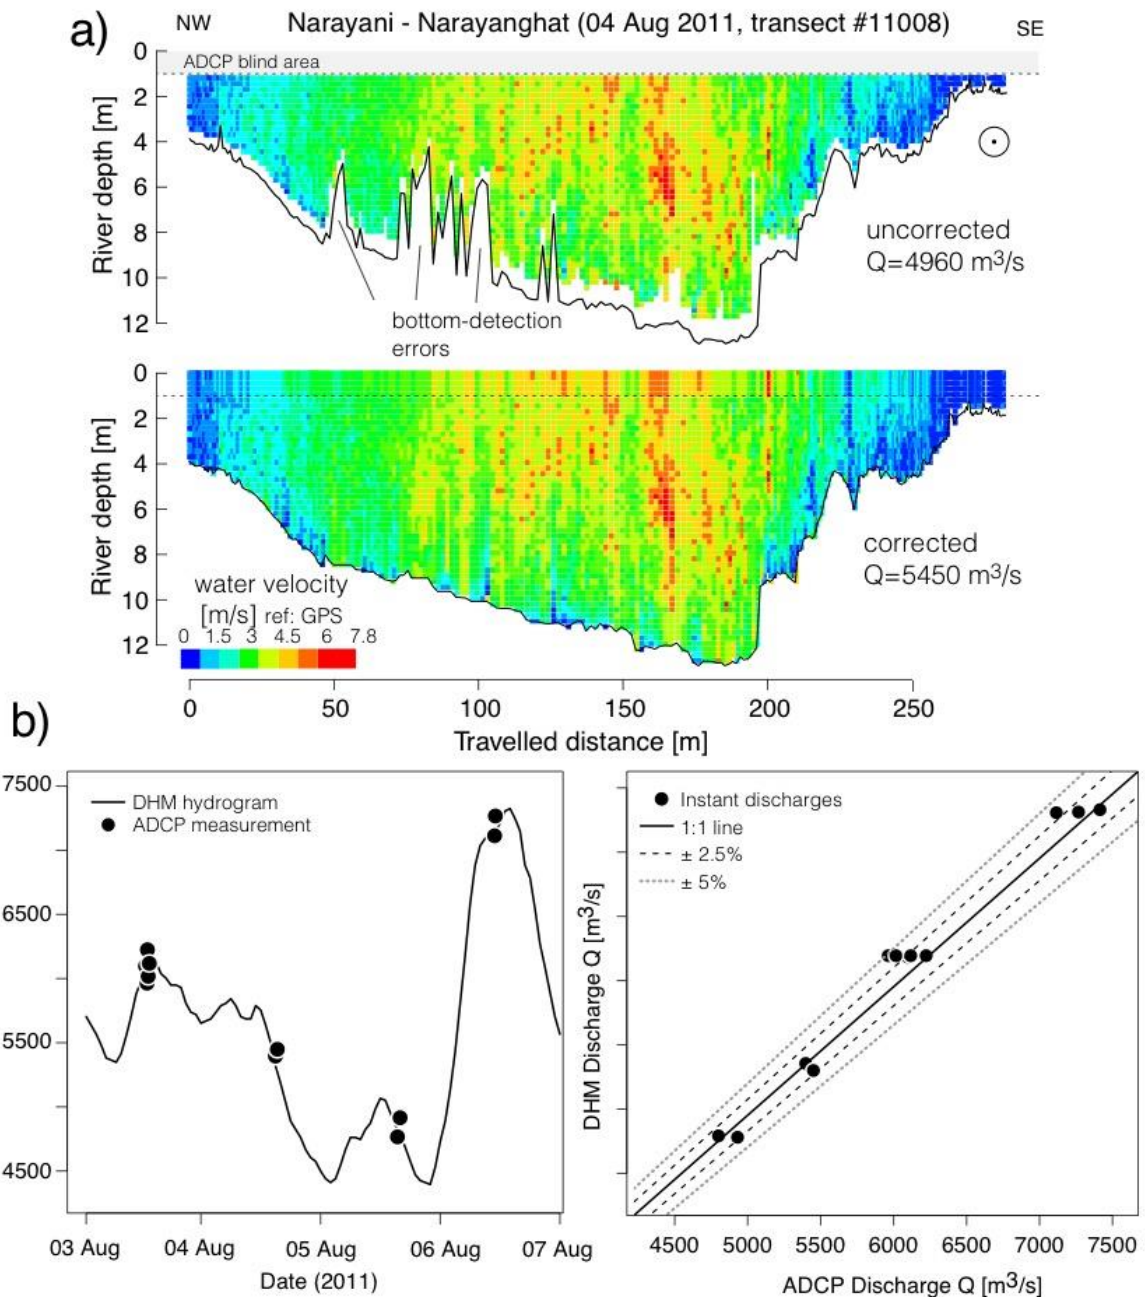 a)
NW
Narayani - Narayanghat (04 Aug 2011, transect #11008)
SE
ADCP blind area
0
2
4
6
8
10
12
River depth [m]
uncorrected
Q=4960 m³/s
bottom-detection
errors
0
2
4
6
8
10
12
River depth [m]
corrected
Q=5450 m³/s
water velocity
[m/s] ref: GPS
0 1.5 3 4.5 6 7.8
0 50 100 150 200 250
Travelled distance [m]
b)
7500
6500
5500
4500
DHM hydrogram
ADCP measurement
03 Aug 04 Aug 05 Aug 06 Aug 07 Aug
Date (2011)
Instant discharges
1:1 line
± 2.5%
± 5%
DHM Discharge Q [m³/s]
4500 5000 5500 6000 6500 7000 7500
ADCP Discharge Q [m³/s]